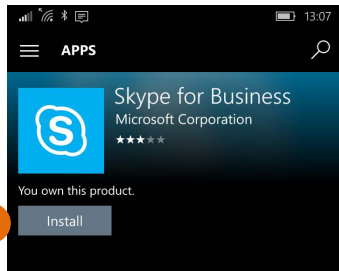 13:07
APPS
S
Skype for Business
Microsoft Corporation
You own this product.
Install